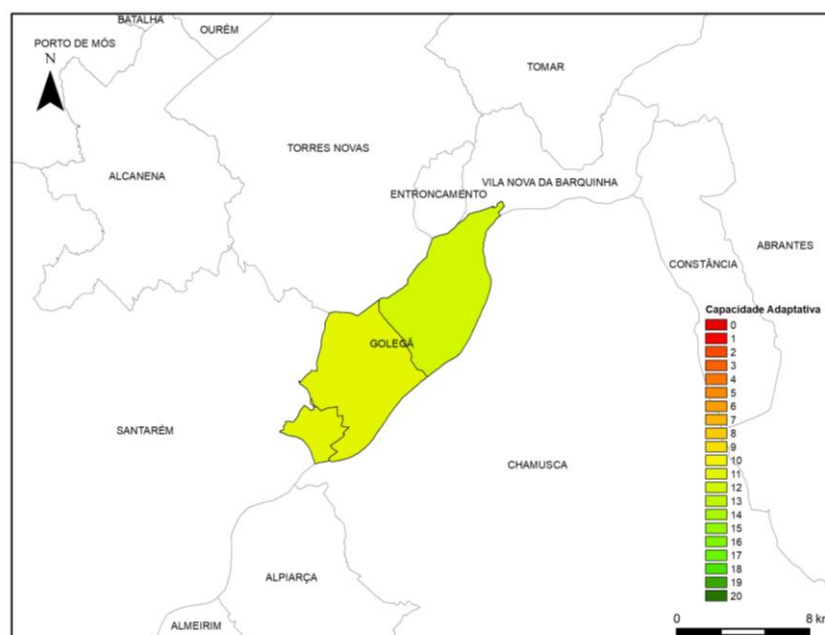 BATALHA
OURÉM
PORTO DE MÓS
N
TOMAR
TORRES NOVAS
ALCANENA
VILA NOVA DA BARQUINHA
ENTRONCAMENTO
ABRANTES
CONSTÂNCIA
Capacidade Adaptativa
0
1
2
3
4
5
6
7
8
9
10
11
12
13
14
15
16
17
18
19
20
GOLEGÃ
SANTARÉM
CHAMUSCA
ALPIARÇA
ALMEIRIM
0 8 km